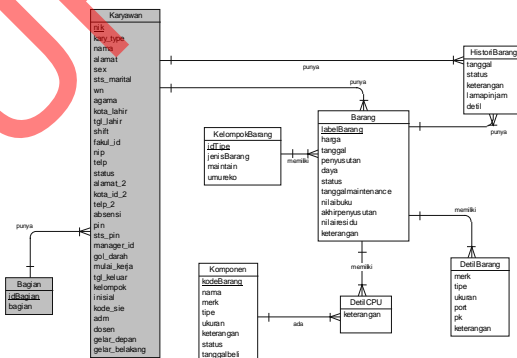 Karyawan
nik
kary_type
nama
alamat
sex
sts_marital
wn
agama
kota_lahir
tgl_lahir
shift
fakul_id
nip
telp
status
alamat_2
kota_id_2
telp_2
absensi
pin
sts_pin
manager_id
gol_darah
mulai_kerja
tgl_keluar
kelompok
inisial
kode_sie
adm
dosen
gelar_depan
gelar_belakang
punya
Bagian
idBagian
bagian
punya
HistoriBarang
tanggal
status
keterangan
lamapinjam
detil
punya
punya
Barang
labelBarang
harga
tanggal
penyusutan
daya
status
tanggalmaintenance
nilaibuku
akhirpenyusutan
nilairesidu
keterangan
KelompokBarang
idTipe
jenisBarang
maintain
umureko
memiliki
memiliki
DetilBarang
merk
tipe
ukuran
port
pk
keterangan
memiliki
DetilCPU
keterangan
ada
Komponen
kodeBarang
nama
merk
tipe
ukuran
keterangan
status
tanggalbeli